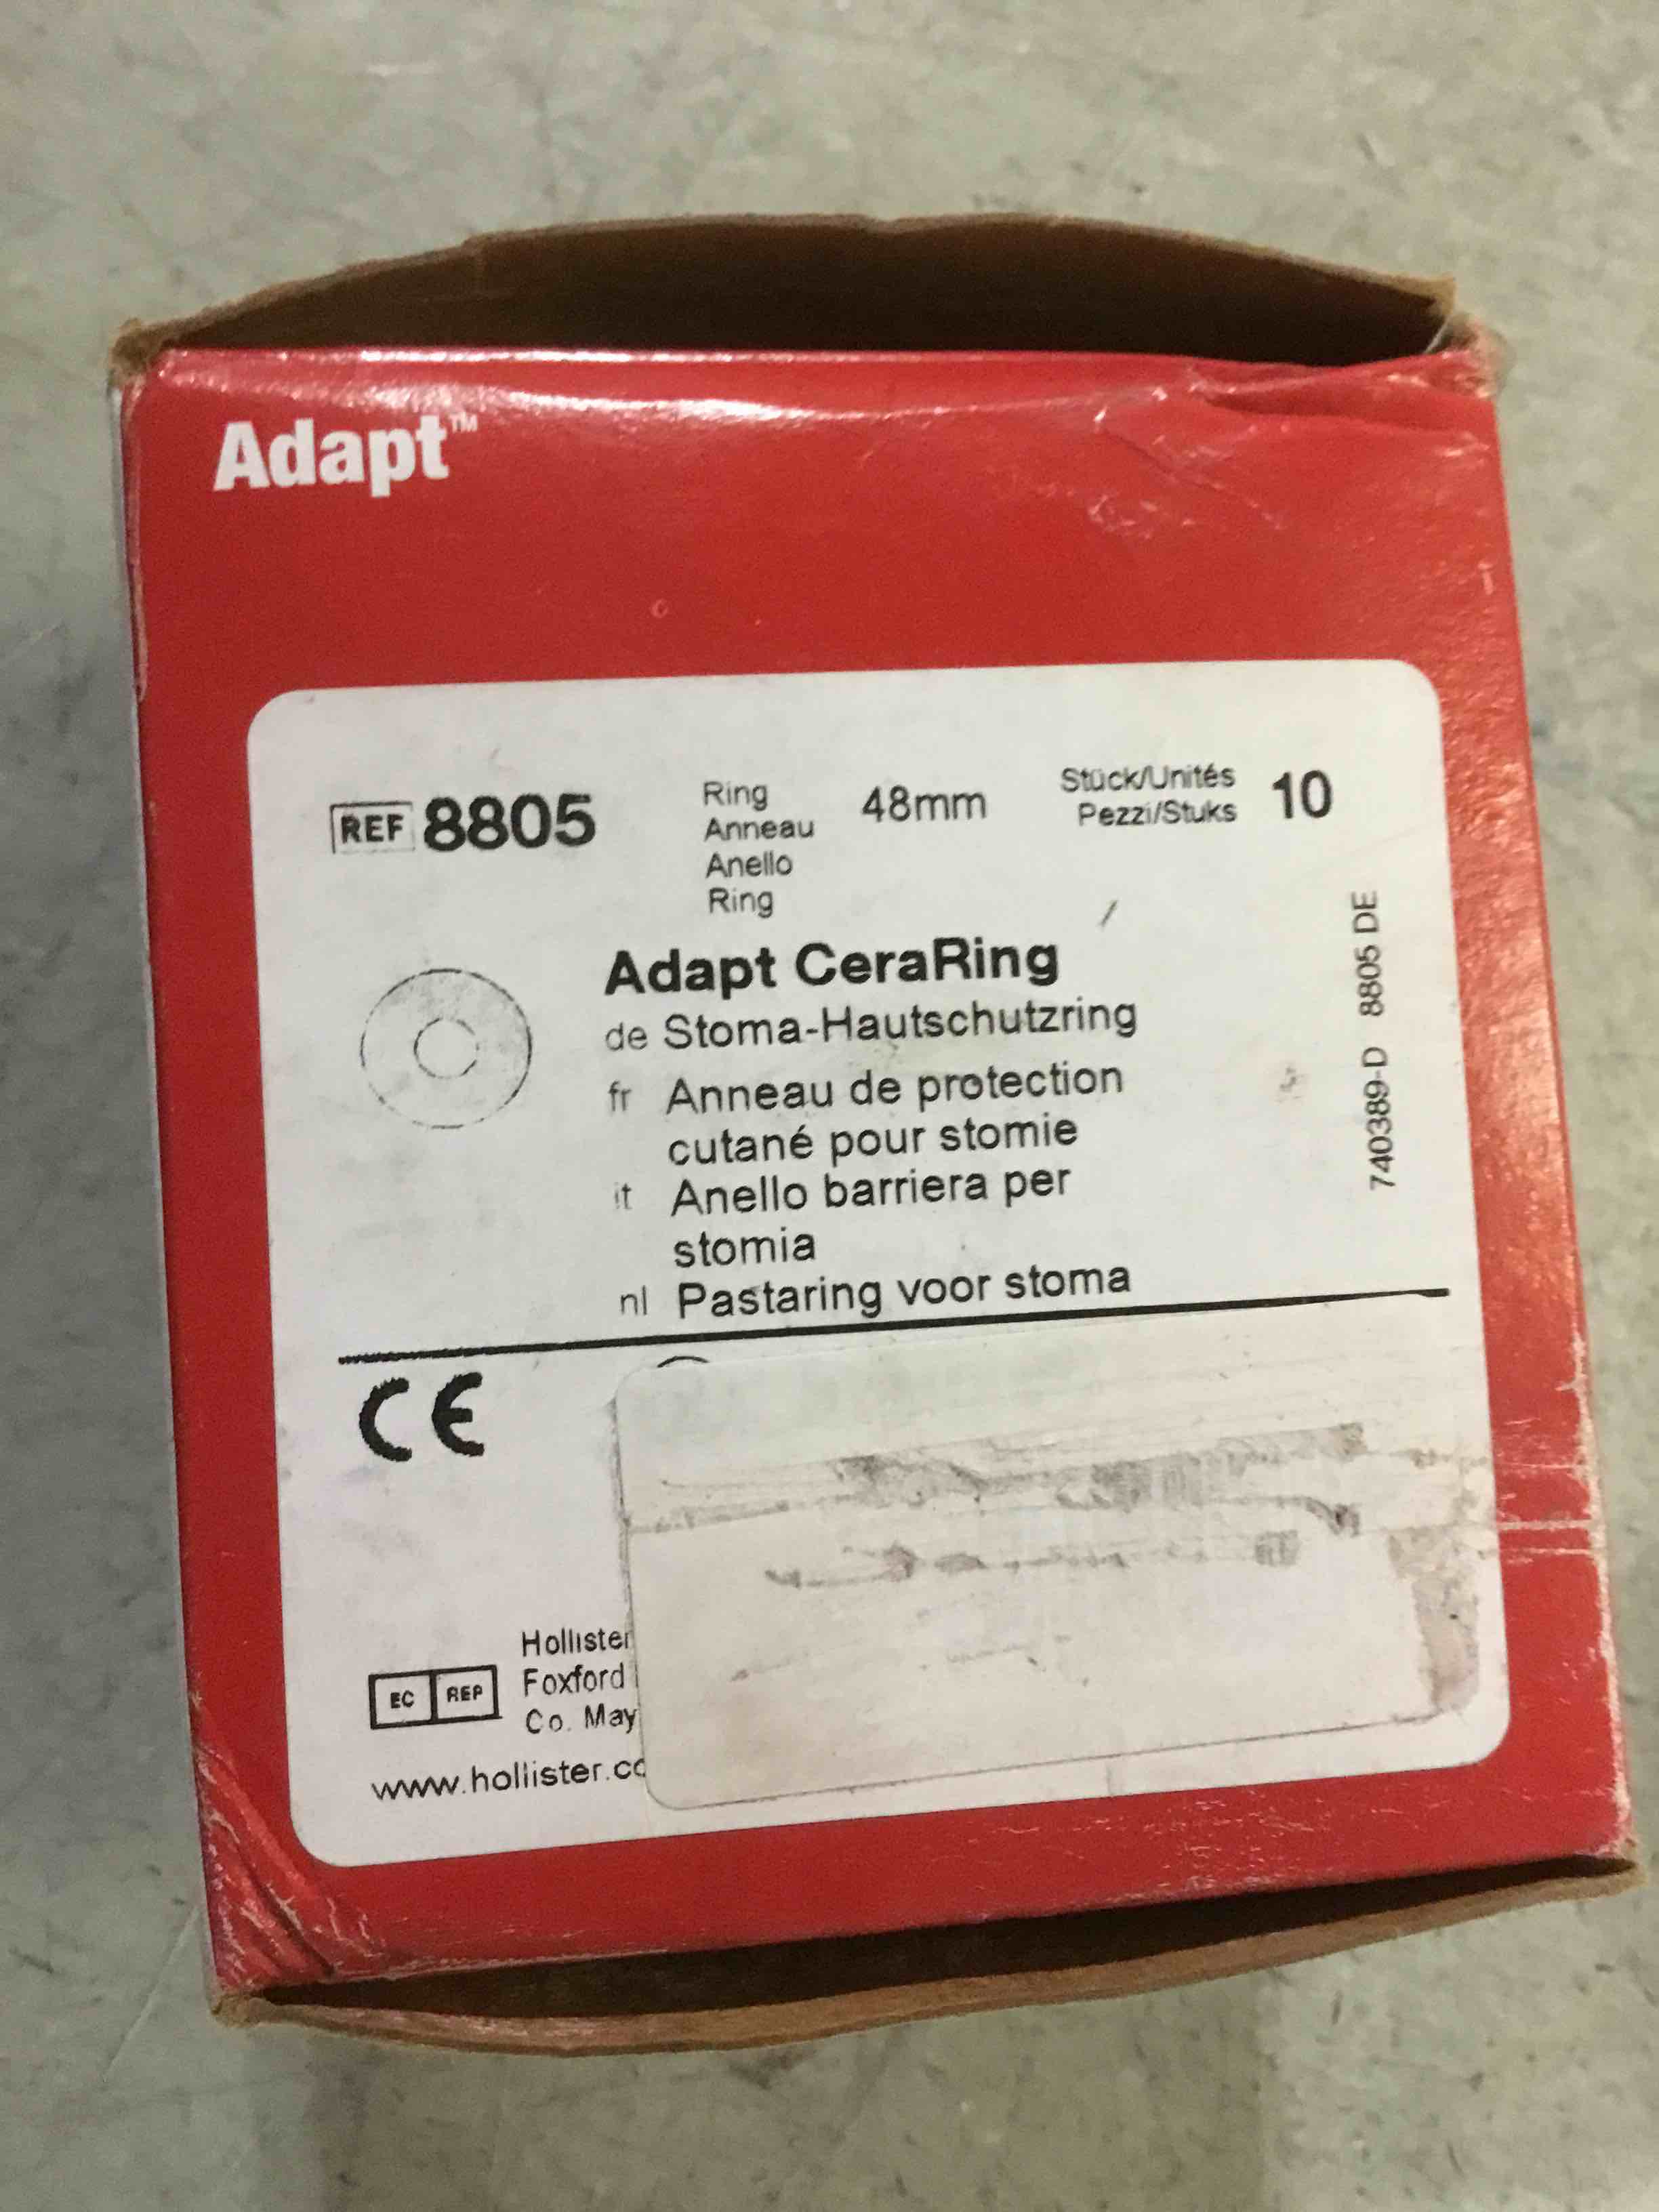 Adapt™
REF 8805
Ring
Anneau
Anello
Ring
48mm
Stück/Unités
Pezzi/Stuks
10
Adapt CeraRing
de Stoma-Hautschutzring
fr Anneau de protection
cutané pour stomie
it Anello barriera per
stomia
nl Pastaring voor stoma
740389-D 8805 DE
CE
EC REP
Hollister
Foxford
Co. May
www.hollister.co